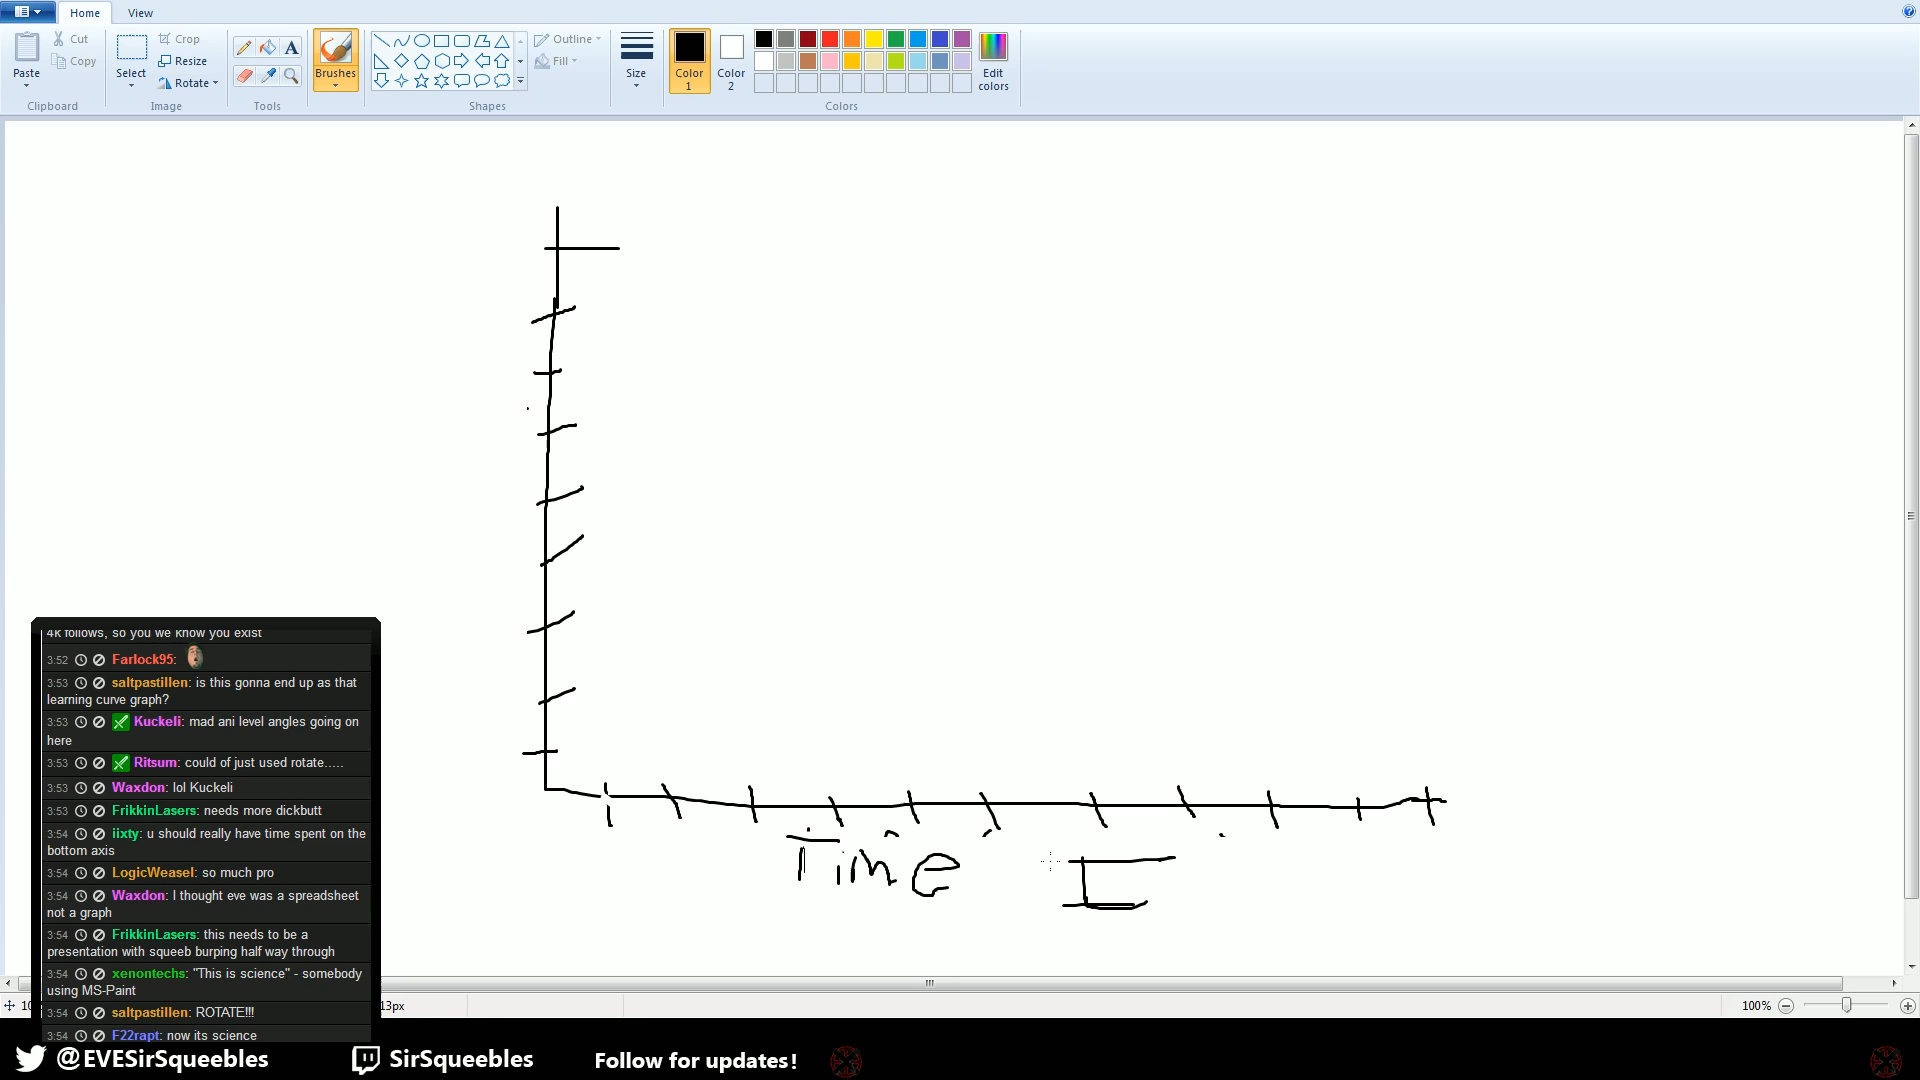 Home View
Cut
Copy
Paste
Clipboard
Select
Crop
Resize
Rotate
Image
A
Tools
Brushes
Shapes
Outline
Fill
Size
Color
1
Color
2
Edit
colors
Colors
Time I
4k follows, so you we know you exist
3:52 Farlock95:
3:53 saltpastillen: is this gonna end up as that
learning curve graph?
3:53 Kuckeli: mad ani level angles going on
here
3:53 Ritsum: could of just used rotate.....
3:53 Waxdon: lol Kuckeli
3:53 FrikkinLasers: needs more dickbutt
3:54 iixty: u should really have time spent on the
bottom axis
3:54 LogicWeasel: so much pro
3:54 Waxdon: I thought eve was a spreadsheet
not a graph
3:54 FrikkinLasers: this needs to be a
presentation with squeeb burping half way through
3:54 xenontechs: "This is science" - somebody
using MS-Paint
3:54 saltpastillen: ROTATE!!!
3:54 F22rapt: now its science
13px
100%
@EVESirSqueebles SirSqueebles Follow for updates!